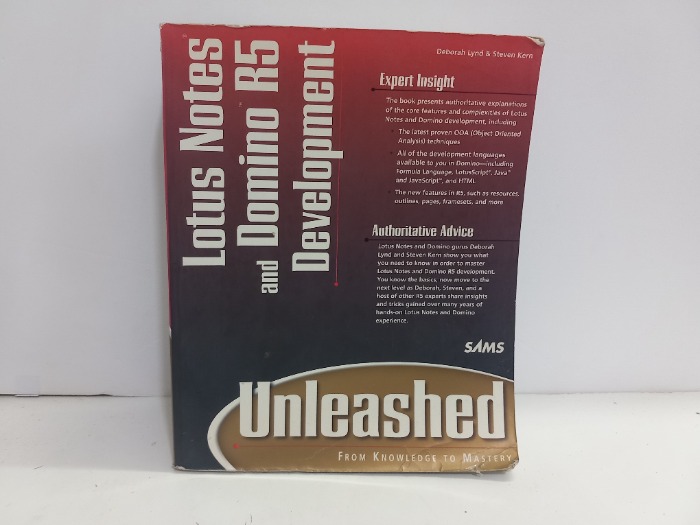 Lotus Notes
and Domino R5
Development
Deborah Lynd & Steven Kern
Expert Insight
The book presents authoritative explanations
of the core features and complexities of Lotus
Notes and Domino development, including
The latest proven OOA (Object Oriented
Analysis) techniques
All of the development languages
available to you in Domino—including
Formula Language, LotusScript®, Java™
and JavaScript™, and HTML
The new features in R5, such as resources,
outlines, pages, framesets, and more
Authoritative Advice
Lotus Notes and Domino gurus Deborah
Lynd and Steven Kern show you what
you need to know in order to master
Lotus Notes and Domino R5 development.
You know the basics, now move to the
next level as Deborah, Steven, and a
host of other R5 experts share insights
and tricks gained over many years of
hands-on Lotus Notes and Domino
experience.
SAMS
Unleashed
From Knowledge to Mastery